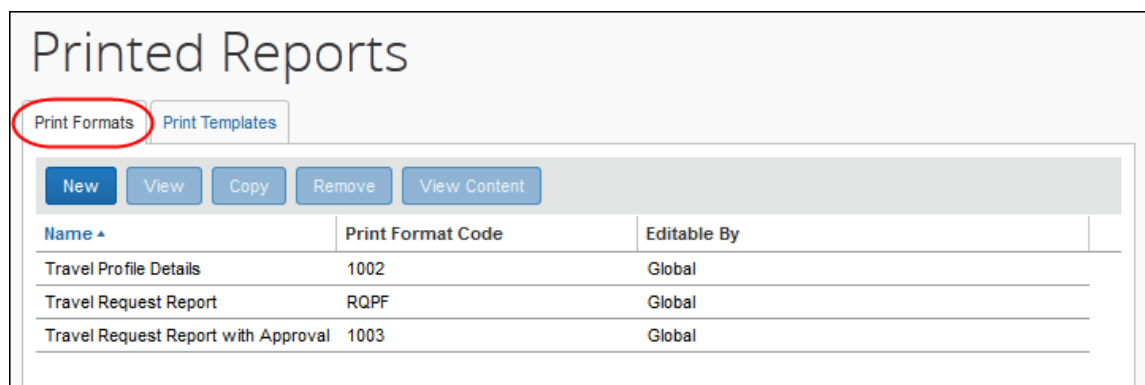 Printed Reports
Print Formats Print Templates
New View Copy Remove View Content
Name Print Format Code Editable By
Travel Profile Details 1002 Global
Travel Request Report RQPF Global
Travel Request Report with Approval 1003 Global